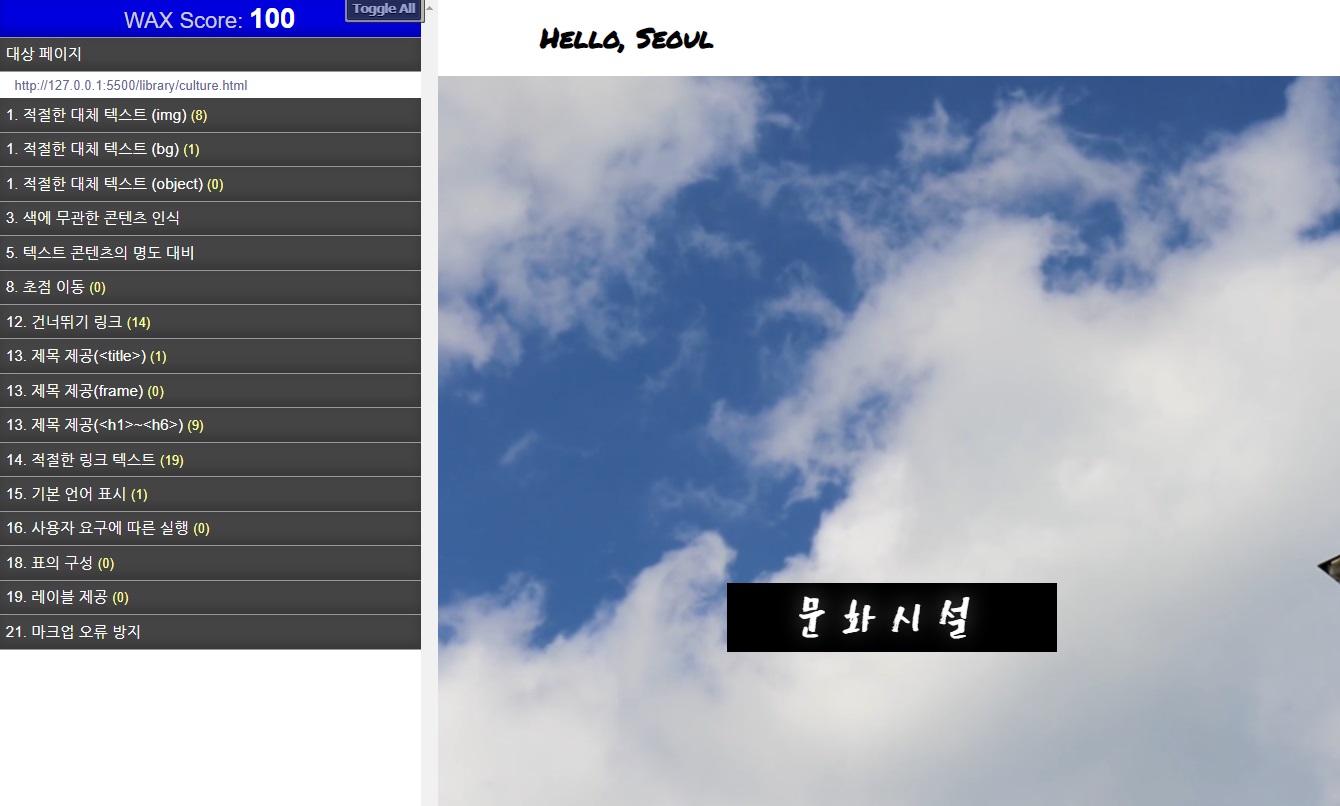 WAX Score: 100
Toggle All
대상 페이지
http://127.0.0.1:5500/library/culture.html
1. 적절한 대체 텍스트 (img) (8)
1. 적절한 대체 텍스트 (bg) (1)
1. 적절한 대체 텍스트 (object) (0)
3. 색에 무관한 콘텐츠 인식
5. 텍스트 콘텐츠의 명도 대비
8. 초점 이동 (0)
12. 건너뛰기 링크 (14)
13. 제목 제공(<title>) (1)
13. 제목 제공(frame) (0)
13. 제목 제공(<h1>~<h6>) (9)
14. 적절한 링크 텍스트 (19)
15. 기본 언어 표시 (1)
16. 사용자 요구에 따른 실행 (0)
18. 표의 구성 (0)
19. 레이블 제공 (0)
21. 마크업 오류 방지
Hello, Seoul
문화시설